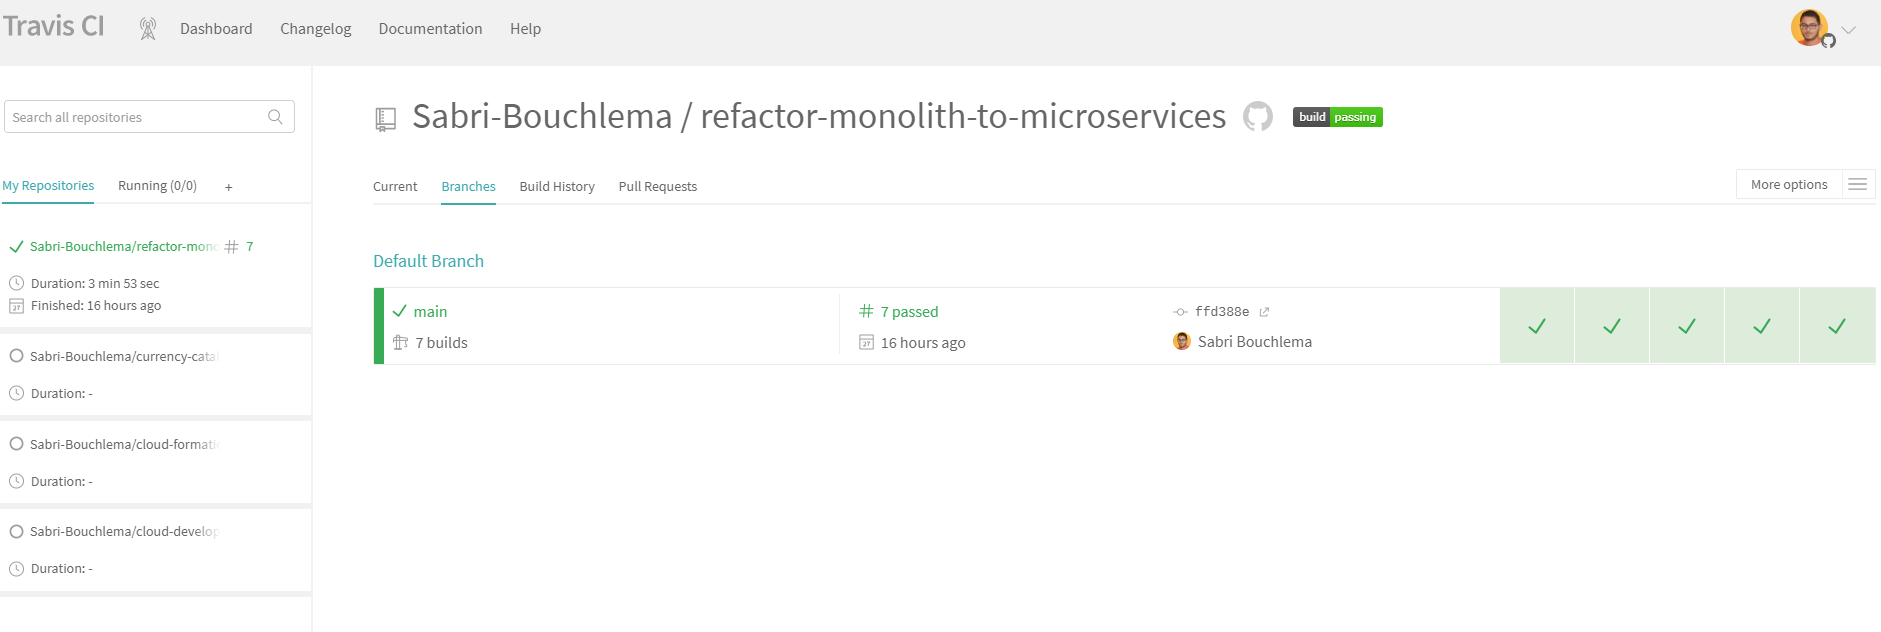 Travis CI
Dashboard Changelog Documentation Help
Search all repositories
My Repositories Running (0/0) +
Sabri-Bouchlema/refactor-mono # 7
Duration: 3 min 53 sec
27 Finished: 16 hours ago
Sabri-Bouchlema/currency-cata
Duration: -
Sabri-Bouchlema/cloud-formati
Duration: -
Sabri-Bouchlema/cloud-develop
Duration: -
Sabri-Bouchlema / refactor-monolith-to-microservices build passing
Current Branches Build History Pull Requests
More options
Default Branch
main # 7 passed ffd388e
7 builds 27 16 hours ago Sabri Bouchlema